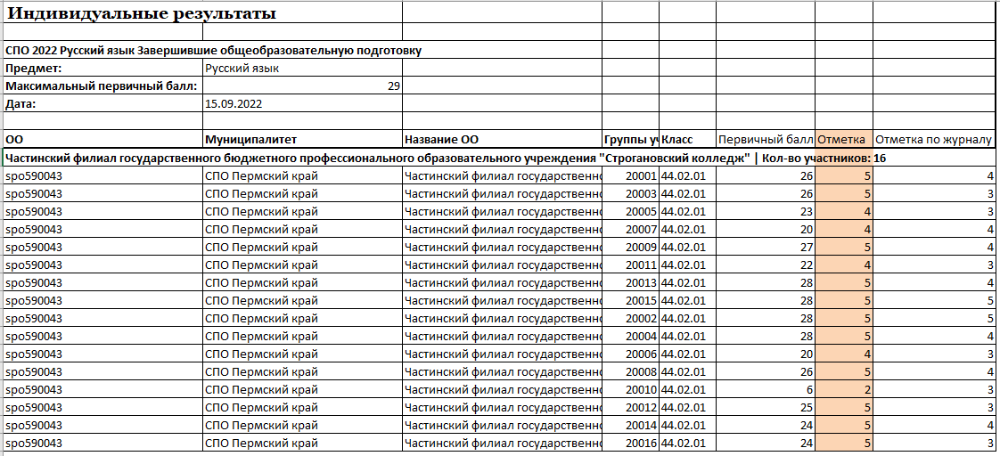 Индивидуальные результаты
СПО 2022 Русский язык Завершившие общеобразовательную подготовку
Предмет: Русский язык
Максимальный первичный балл: 29
Дата: 15.09.2022
ОО Муниципалитет Название ОО Группы уч Класс Первичный балл Отметка Отметка по журналу
Частинский филиал государственного бюджетного профессионального образовательного учреждения "Строгановский колледж" | Кол-во участников: 16
spo590043 СПО Пермский край Частинский филиал государственно 20001 44.02.01 26 5 4
spo590043 СПО Пермский край Частинский филиал государственно 20003 44.02.01 26 5 3
spo590043 СПО Пермский край Частинский филиал государственно 20005 44.02.01 23 4 3
spo590043 СПО Пермский край Частинский филиал государственно 20007 44.02.01 20 4 4
spo590043 СПО Пермский край Частинский филиал государственно 20009 44.02.01 27 5 4
spo590043 СПО Пермский край Частинский филиал государственно 20011 44.02.01 22 4 3
spo590043 СПО Пермский край Частинский филиал государственно 20013 44.02.01 28 5 4
spo590043 СПО Пермский край Частинский филиал государственно 20015 44.02.01 28 5 5
spo590043 СПО Пермский край Частинский филиал государственно 20002 44.02.01 28 5 5
spo590043 СПО Пермский край Частинский филиал государственно 20004 44.02.01 28 5 4
spo590043 СПО Пермский край Частинский филиал государственно 20006 44.02.01 20 4 3
spo590043 СПО Пермский край Частинский филиал государственно 20008 44.02.01 26 5 4
spo590043 СПО Пермский край Частинский филиал государственно 20010 44.02.01 6 2 3
spo590043 СПО Пермский край Частинский филиал государственно 20012 44.02.01 25 5 3
spo590043 СПО Пермский край Частинский филиал государственно 20014 44.02.01 24 5 4
spo590043 СПО Пермский край Частинский филиал государственно 20016 44.02.01 24 5 3